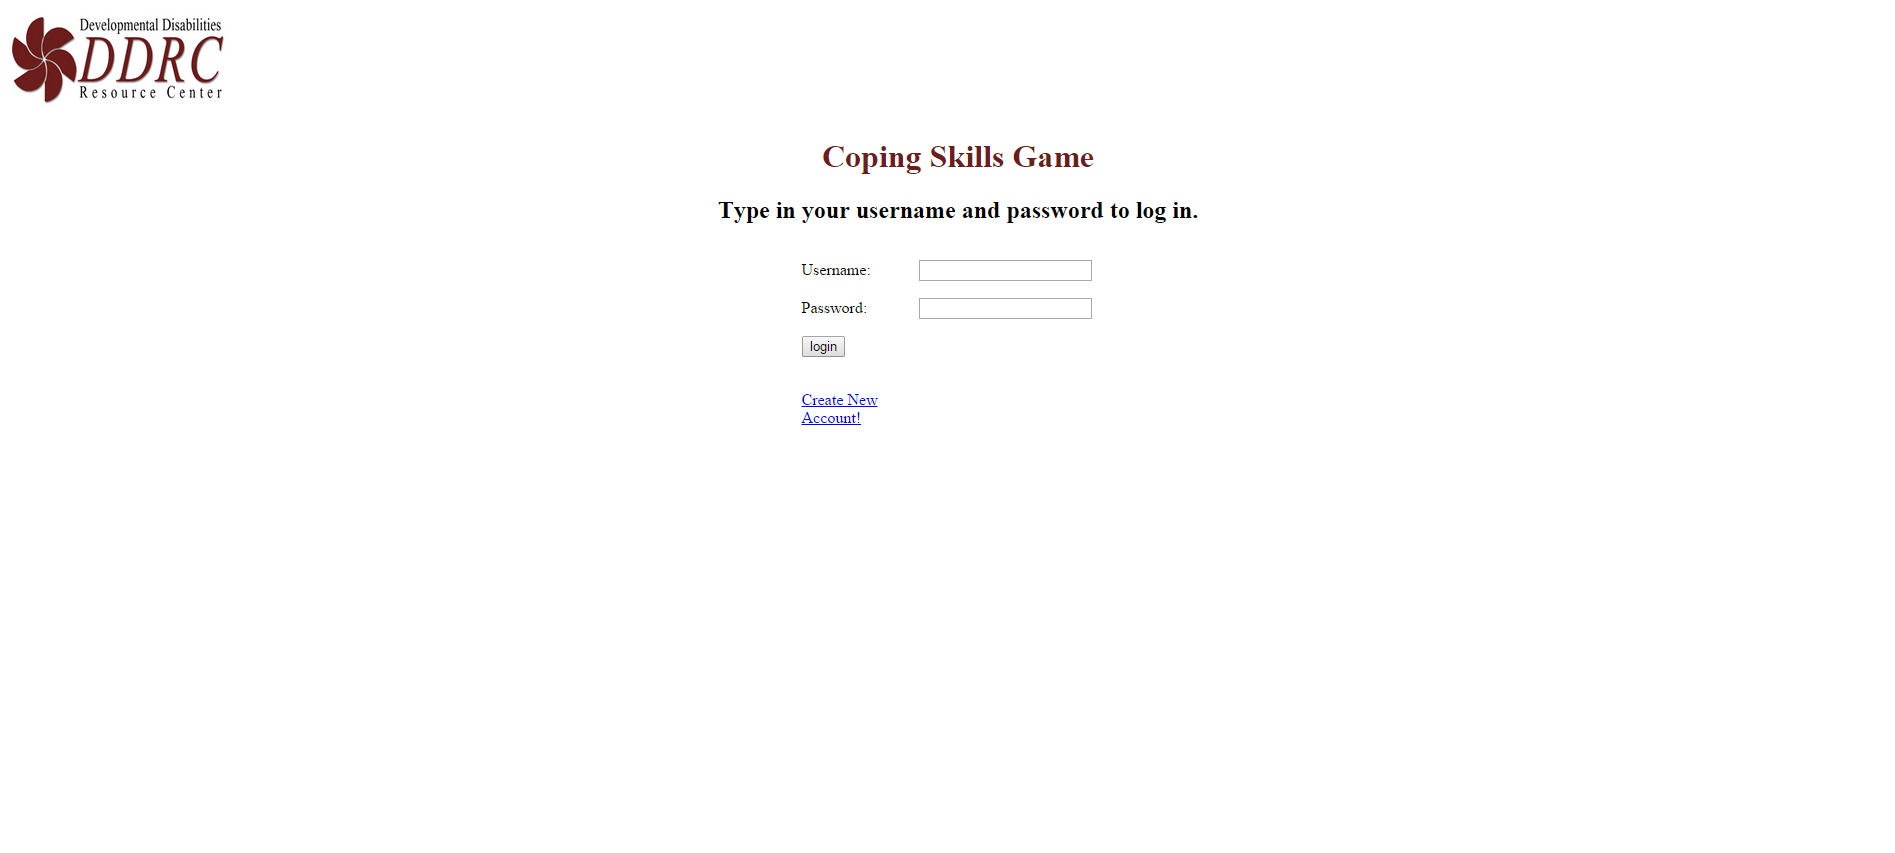 Developmental Disabilities
DDRC
Resource Center
Coping Skills Game
Type in your username and password to log in.
Username:
Password:
login
Create New
Account!